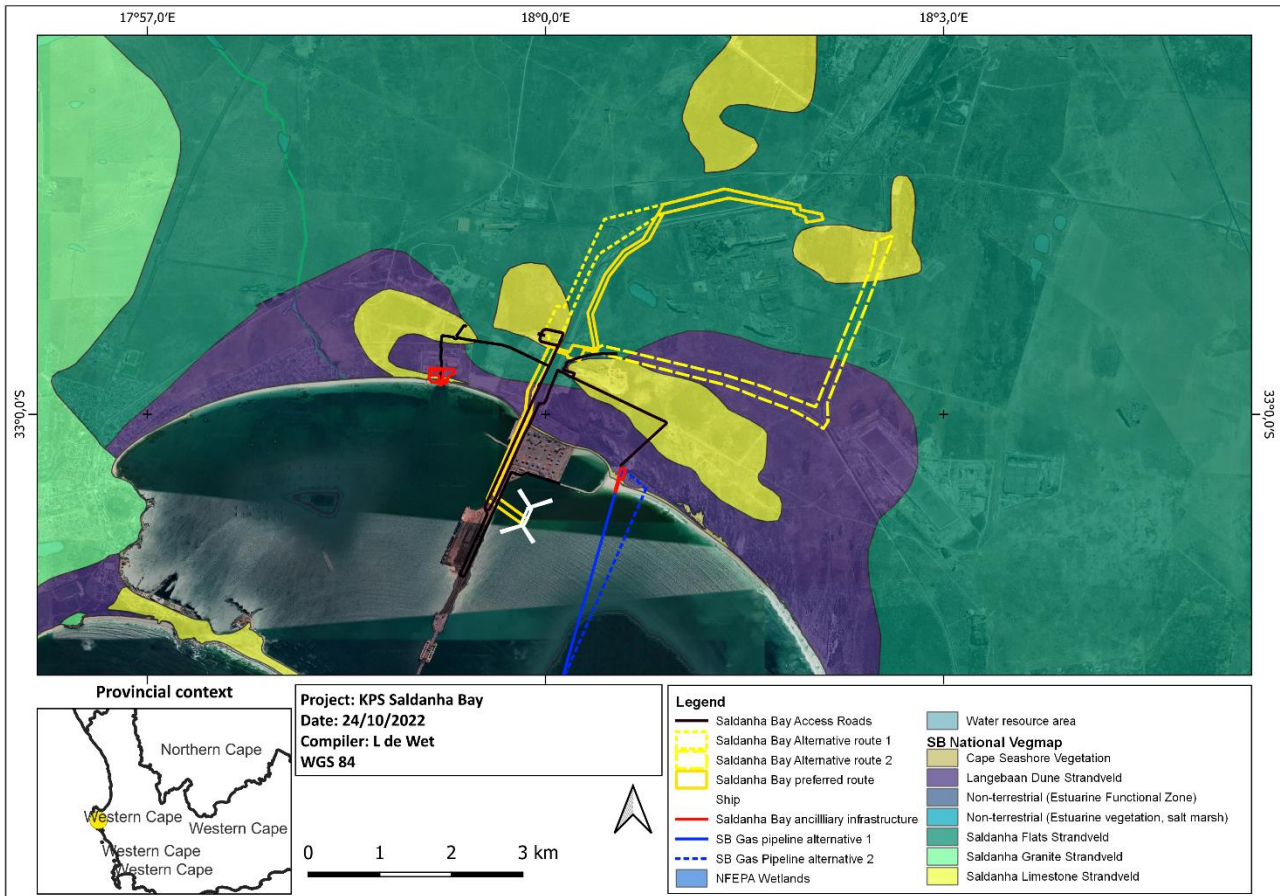 17°57,0'E
18°0,0'E
18°3,0'E
33°0,0'S
33°0,0'S
Provincial context
Northern Cape
Western Cape
Western Cape
Western Cape
Western Cape
Project: KPS Saldanha Bay
Date: 24/10/2022
Compiler: L de Wet
WGS 84
0 1 2 3 km
Legend
Saldanha Bay Access Roads
Saldanha Bay Alternative route 1
Saldanha Bay Alternative route 2
Saldanha Bay preferred route
Ship
Saldanha Bay ancillliary infrastructure
SB Gas pipeline alternative 1
SB Gas Pipeline alternative 2
NFEPA Wetlands
Water resource area
SB National Vegmap
Cape Seashore Vegetation
Langebaan Dune Strandveld
Non-terrestrial (Estuarine Functional Zone)
Non-terrestrial (Estuarine vegetation, salt marsh)
Saldanha Flats Strandveld
Saldanha Granite Strandveld
Saldanha Limestone Strandveld